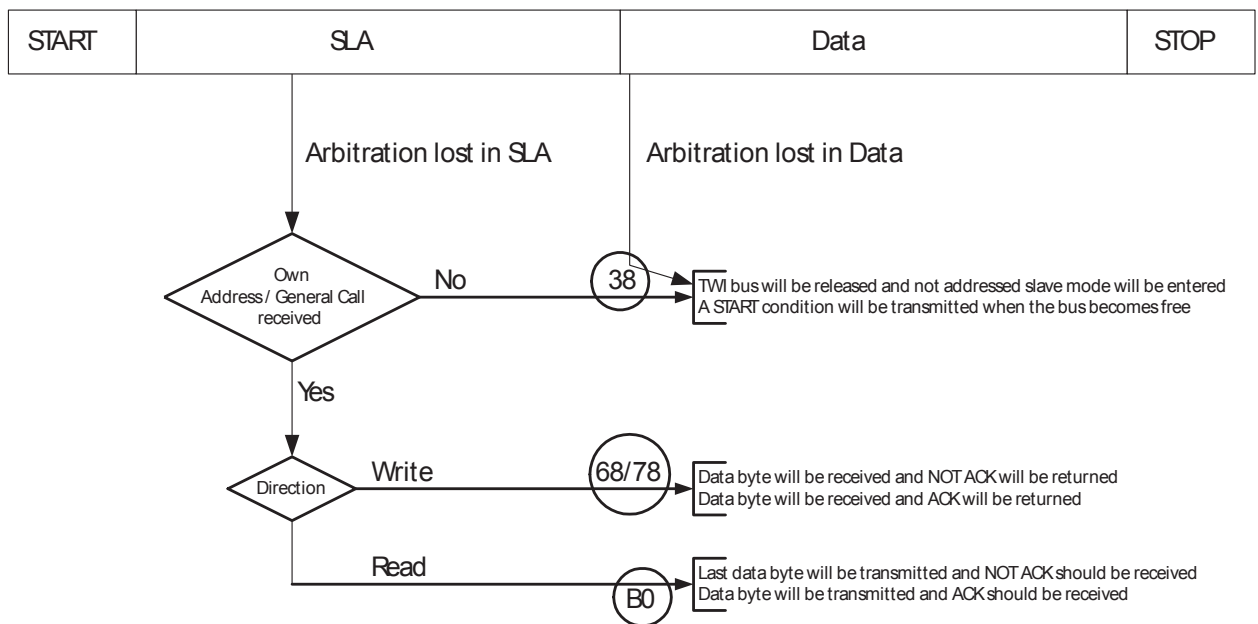 START SLA Data STOP
Arbitration lost in SLA Arbitration lost in Data
Own
Address / General Call
received
No
38
TWI bus will be released and not addressed slave mode will be entered
A START condition will be transmitted when the bus becomes free
Yes
Direction
Write
68/78
Data byte will be received and NOT ACK will be returned
Data byte will be received and ACK will be returned
Read
B0
Last data byte will be transmitted and NOT ACK should be received
Data byte will be transmitted and ACK should be received